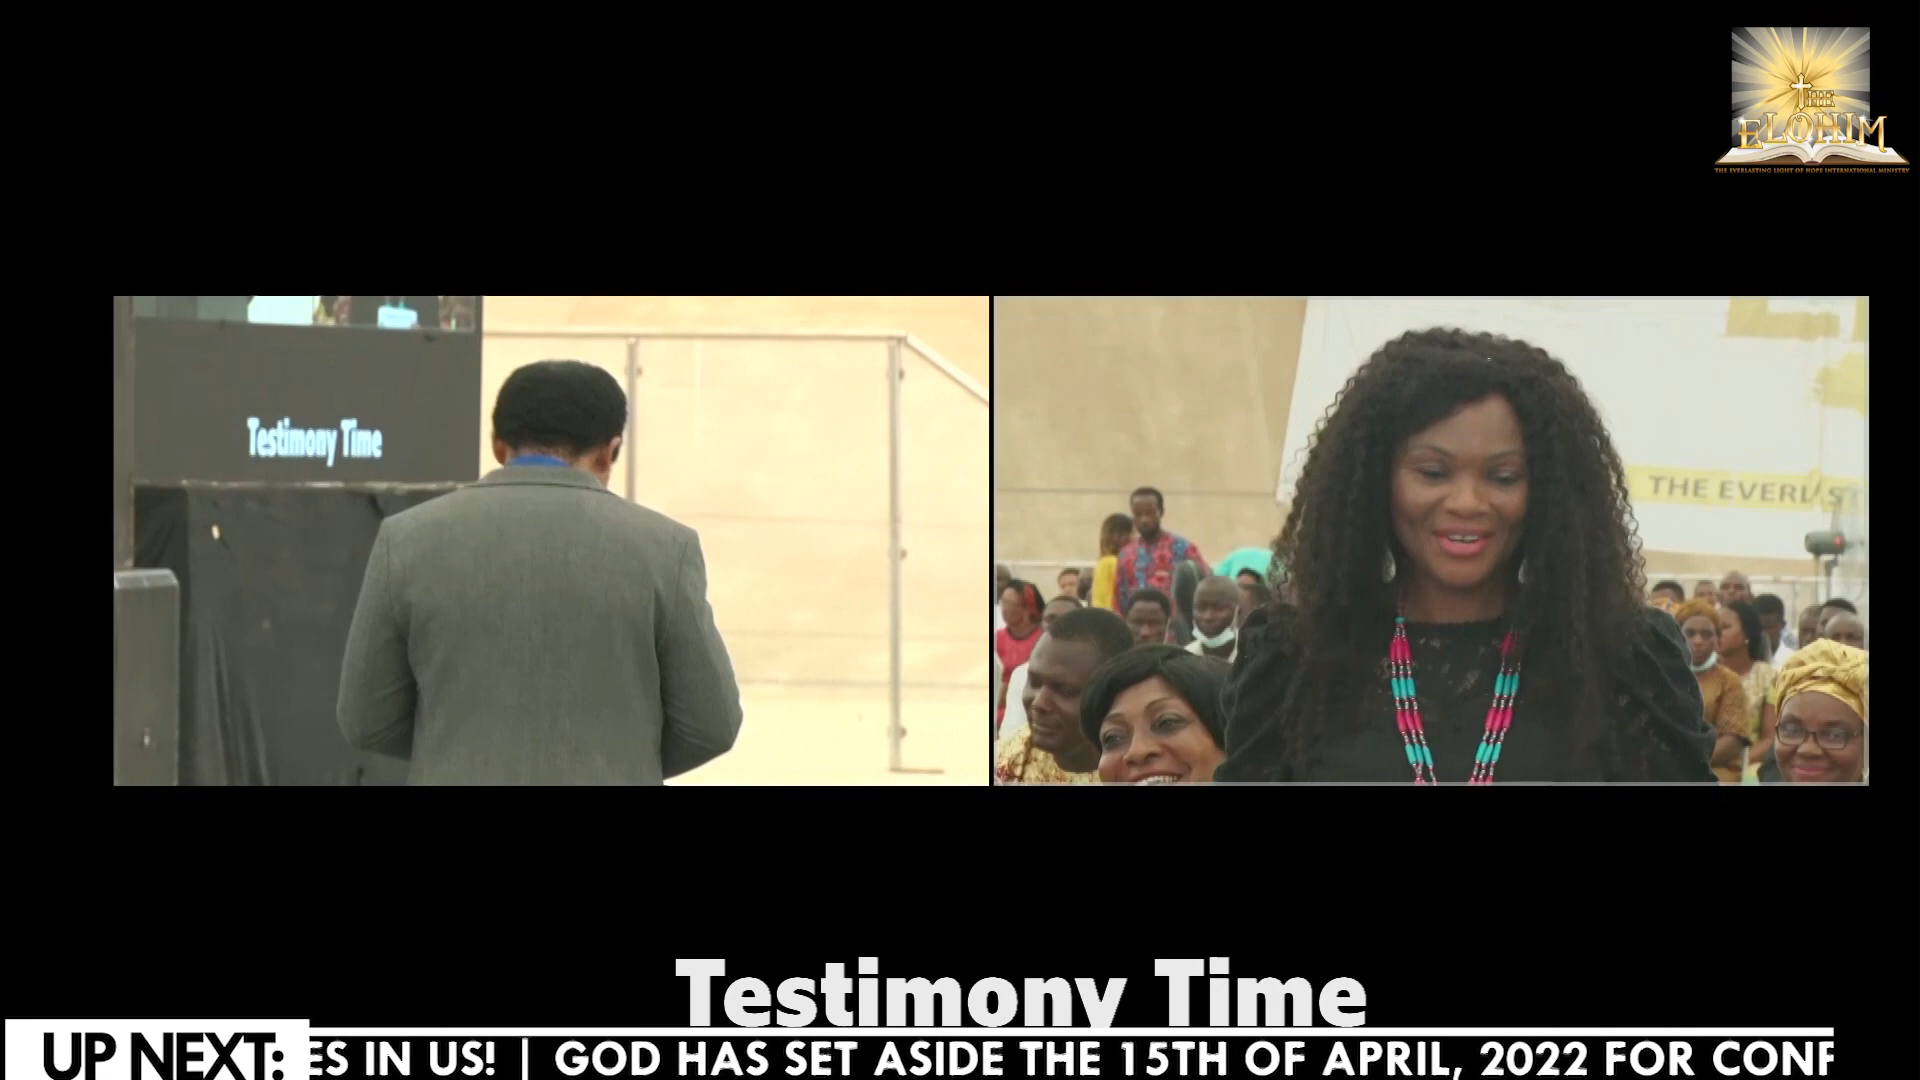 THE
ELOHIM
THE EVERLASTING LIGHT OF HOPE INTERNATIONAL MINISTRY
Testimony Time
THE EVERLAST
Testimony Time
UP NEXT:
ES IN US! | GOD HAS SET ASIDE THE 15TH OF APRIL, 2022 FOR CONF